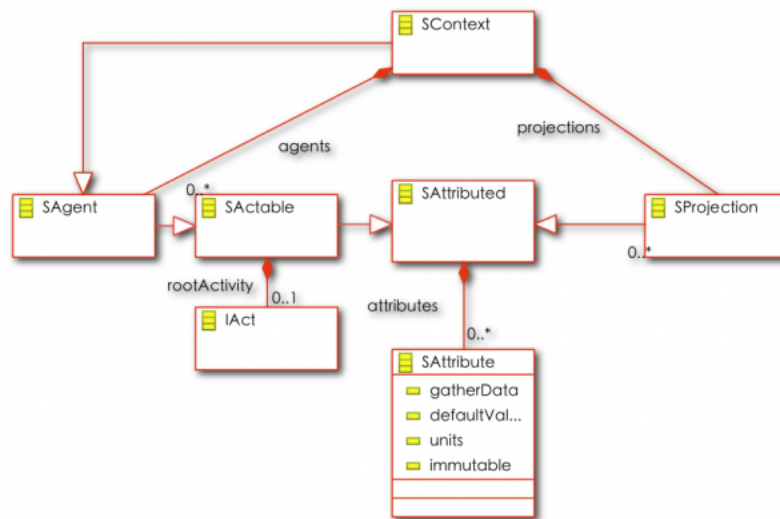 SContext
agents
projections
0..*
SAgent
SActable
SAttributed
SProjection
0..*
rootActivity
0..1
attributes
IAct
0..*
SAttribute
gatherData
defaultVal...
units
immutable